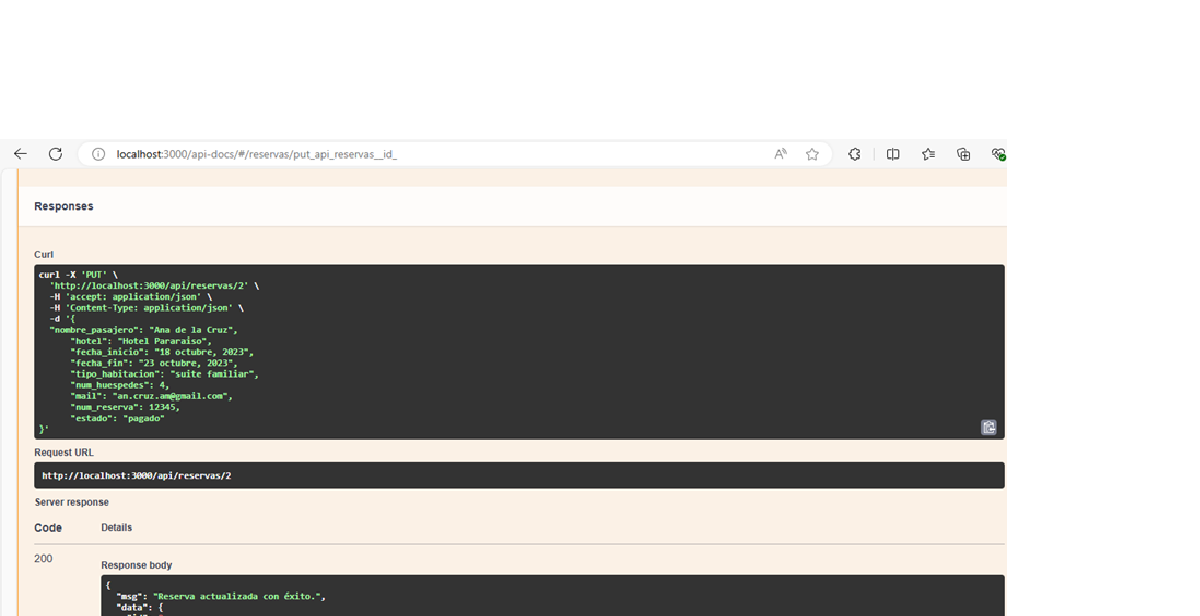 localhost:3000/api-docs/#/reservas/put_api_reservas__id_
Responses
Curl
curl -X 'PUT' \
'http://localhost:3000/api/reservas/2' \
-H 'accept: application/json' \
-H 'Content-Type: application/json' \
-d '{
"nombre_pasajero": "Ana de la Cruz",
"hotel": "Hotel Pararaiso",
"fecha_inicio": "18 octubre, 2023",
"fecha_fin": "23 octubre, 2023",
"tipo_habitacion": "suite familiar",
"num_huespedes": 4,
"mail": "an.cruz.am@gmail.com",
"num_reserva": 12345,
"estado": "pagado"
}'
Request URL
http://localhost:3000/api/reservas/2
Server response
Code Details
200
Response body
{
"msg": "Reserva actualizada con éxito.",
"data": {